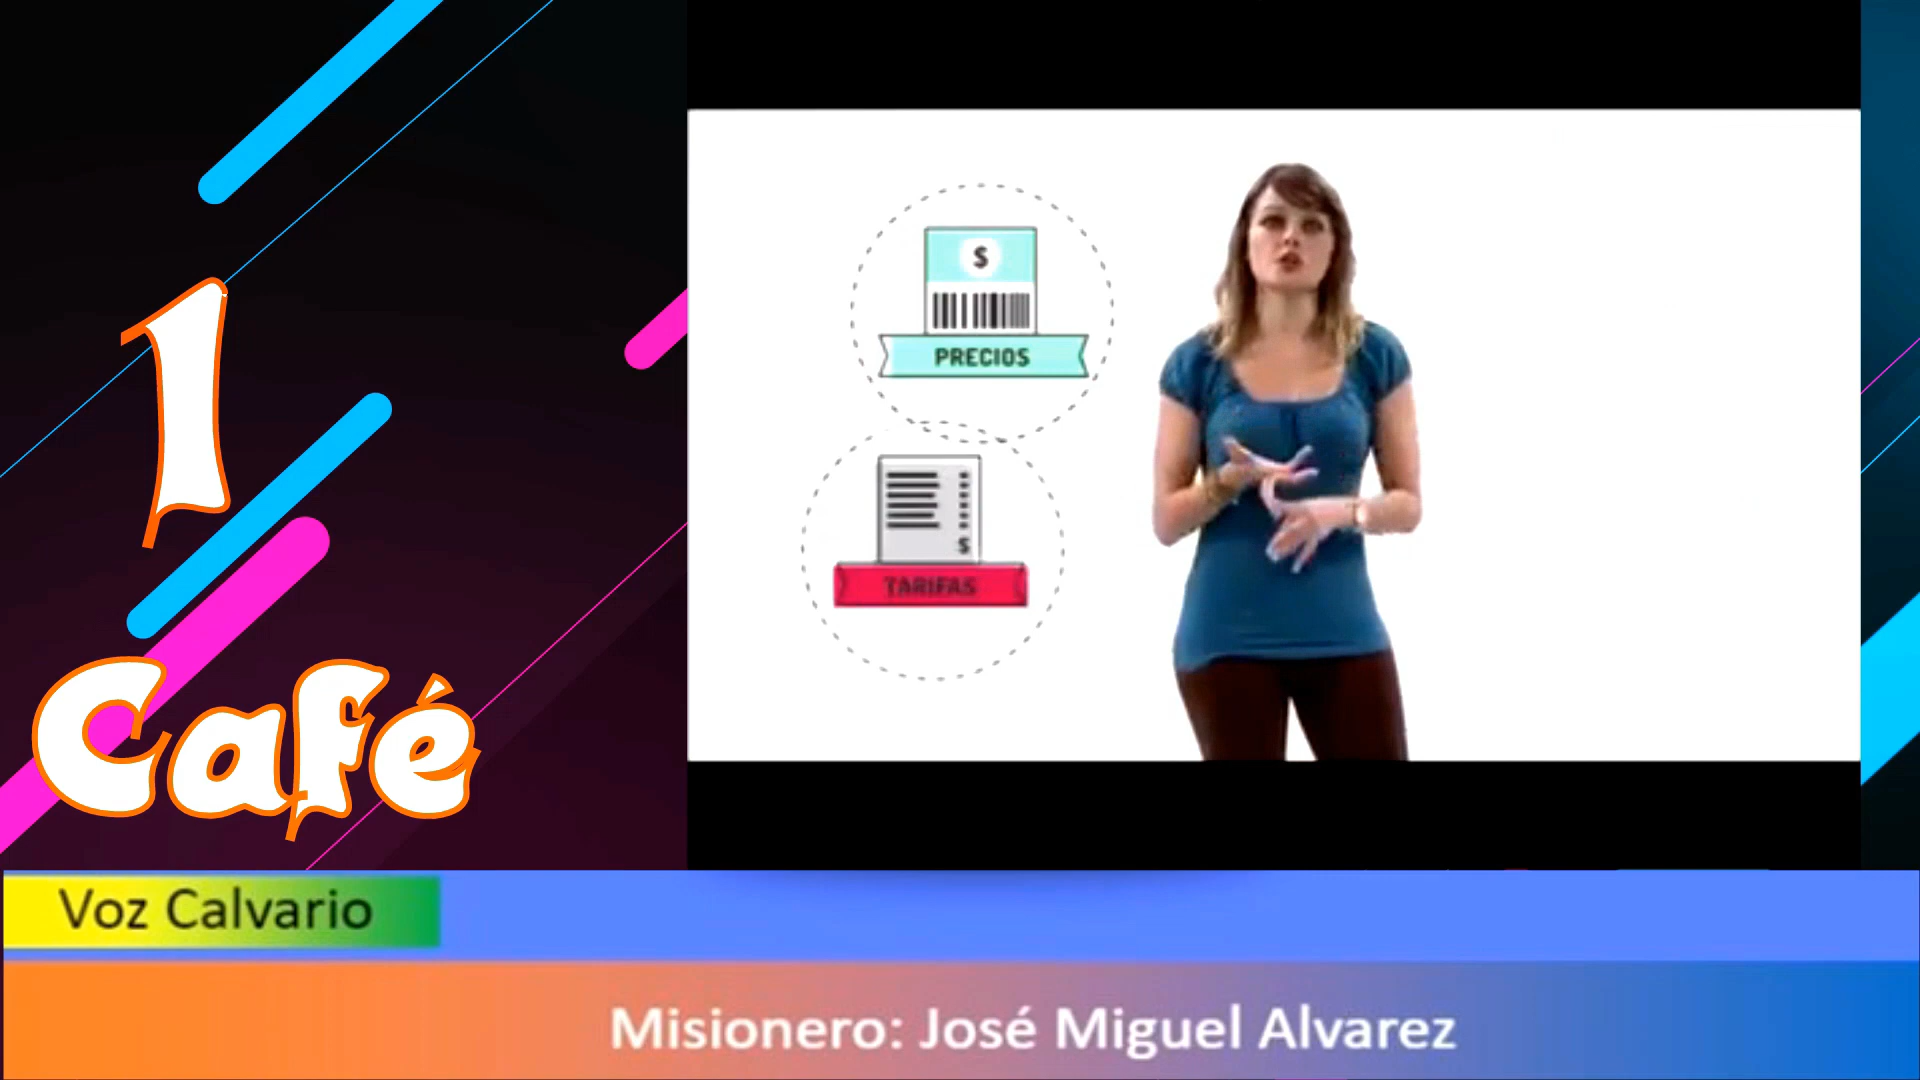 1
Café
$
PRECIOS
$
TARIFAS
Voz Calvario
Misionero: José Miguel Alvarez